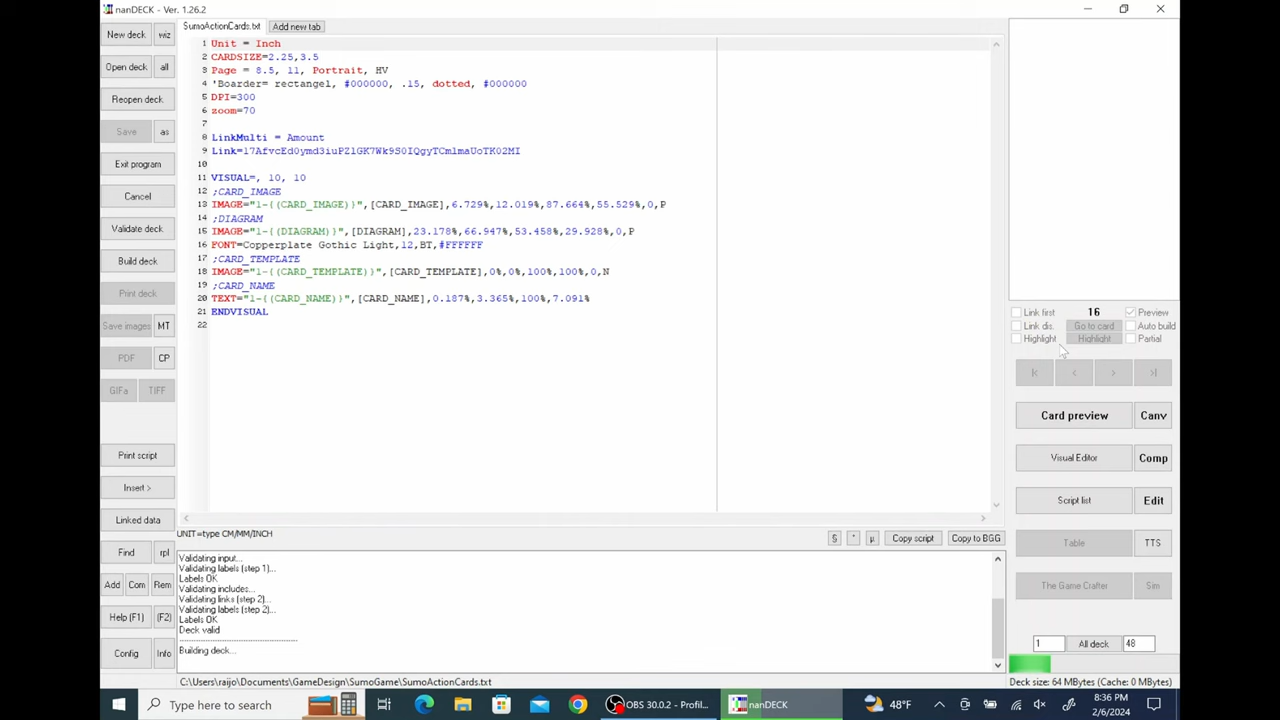 nanDECK - Ver. 1.26.2
New deck wiz
Open deck all
Reopen deck
Save as
Exit program
Cancel
Validate deck
Build deck
Print deck
Save images MT
PDF CP
GIFa TIFF
Print script
Insert >
Linked data
Find rpl
Add Com Rem
Help (F1) (F2)
Config Info
SumoActionCards.txt Add new tab
1 Unit = Inch
2 CARDSIZE=2.25,3.5
3 Page = 8.5, 11, Portrait, HV
4 'Boarder= rectangel, #000000, .15, dotted, #000000
5 DPI=300
6 zoom=70
7
8 LinkMulti = Amount
9 Link=17AfvcEd0ymd3iuPZlGK7Wk9S0IQgyTCmlmaUoTK02MI
10
11 VISUAL=, 10, 10
12 ;CARD_IMAGE
13 IMAGE="1-{(CARD_IMAGE)}",[CARD_IMAGE],6.729%,12.019%,87.664%,55.529%,0,P
14 ;DIAGRAM
15 IMAGE="1-{(DIAGRAM)}",[DIAGRAM],23.178%,66.947%,53.458%,29.928%,0,P
16 FONT=Copperplate Gothic Light,12,BT,#FFFFFF
17 ;CARD_TEMPLATE
18 IMAGE="1-{(CARD_TEMPLATE)}",[CARD_TEMPLATE],0%,0%,100%,100%,0,N
19 ;CARD_NAME
20 TEXT="1-{(CARD_NAME)}",[CARD_NAME],0.187%,3.365%,100%,7.091%
21 ENDVISUAL
22
UNIT=type CM/MM/INCH
§ " µ Copy script Copy to BGG
Validating input...
Validating labels (step 1)...
Labels OK
Validating includes...
Validating links (step 2)...
Validating labels (step 2)...
Labels OK
Deck valid
------------------------------------
Building deck...
C:\Users\raijo\Documents\GameDesign\SumoGame\SumoActionCards.txt
Link first 16 Preview
Link dis. Go to card Auto build
Highlight Highlight Partial
|< < > >|
Card preview Canv
Visual Editor Comp
Script list Edit
Table TTS
The Game Crafter Sim
1 All deck 48
Deck size: 64 MBytes (Cache: 0 MBytes)
Type here to search
OBS 30.0.2 - Profil...
nanDECK
48°F
8:36 PM
2/6/2024